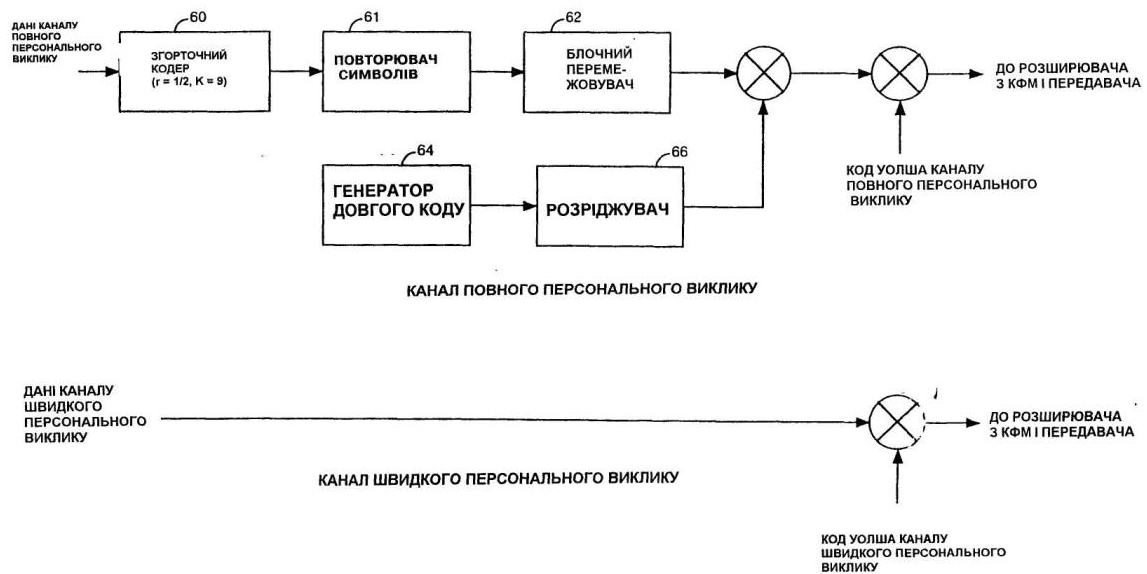 ДАНІ КАНАЛУ
ПОВНОГО
ПЕРСОНАЛЬНОГО
ВИКЛИКУ
60
ЗГОРТОЧНИЙ
КОДЕР
(r = 1/2, K = 9)
61
ПОВТОРЮВАЧ
СИМВОЛІВ
62
БЛОЧНИЙ
ПЕРЕМЕ-
ЖОВУВАЧ
ДО РОЗШИРЮВАЧА
З КФМ І ПЕРЕДАВАЧА
64
ГЕНЕРАТОР
ДОВГОГО КОДУ
66
РОЗРІДЖУВАЧ
КОД УОЛША КАНАЛУ
ПОВНОГО ПЕРСОНАЛЬНОГО
ВИКЛИКУ
КАНАЛ ПОВНОГО ПЕРСОНАЛЬНОГО ВИКЛИКУ
ДАНІ КАНАЛУ
ШВИДКОГО
ПЕРСОНАЛЬНОГО
ВИКЛИКУ
ДО РОЗШИРЮВАЧА
З КФМ І ПЕРЕДАВАЧА
КАНАЛ ШВИДКОГО ПЕРСОНАЛЬНОГО ВИКЛИКУ
КОД УОЛША КАНАЛУ
ШВИДКОГО ПЕРСОНАЛЬНОГО
ВИКЛИКУ